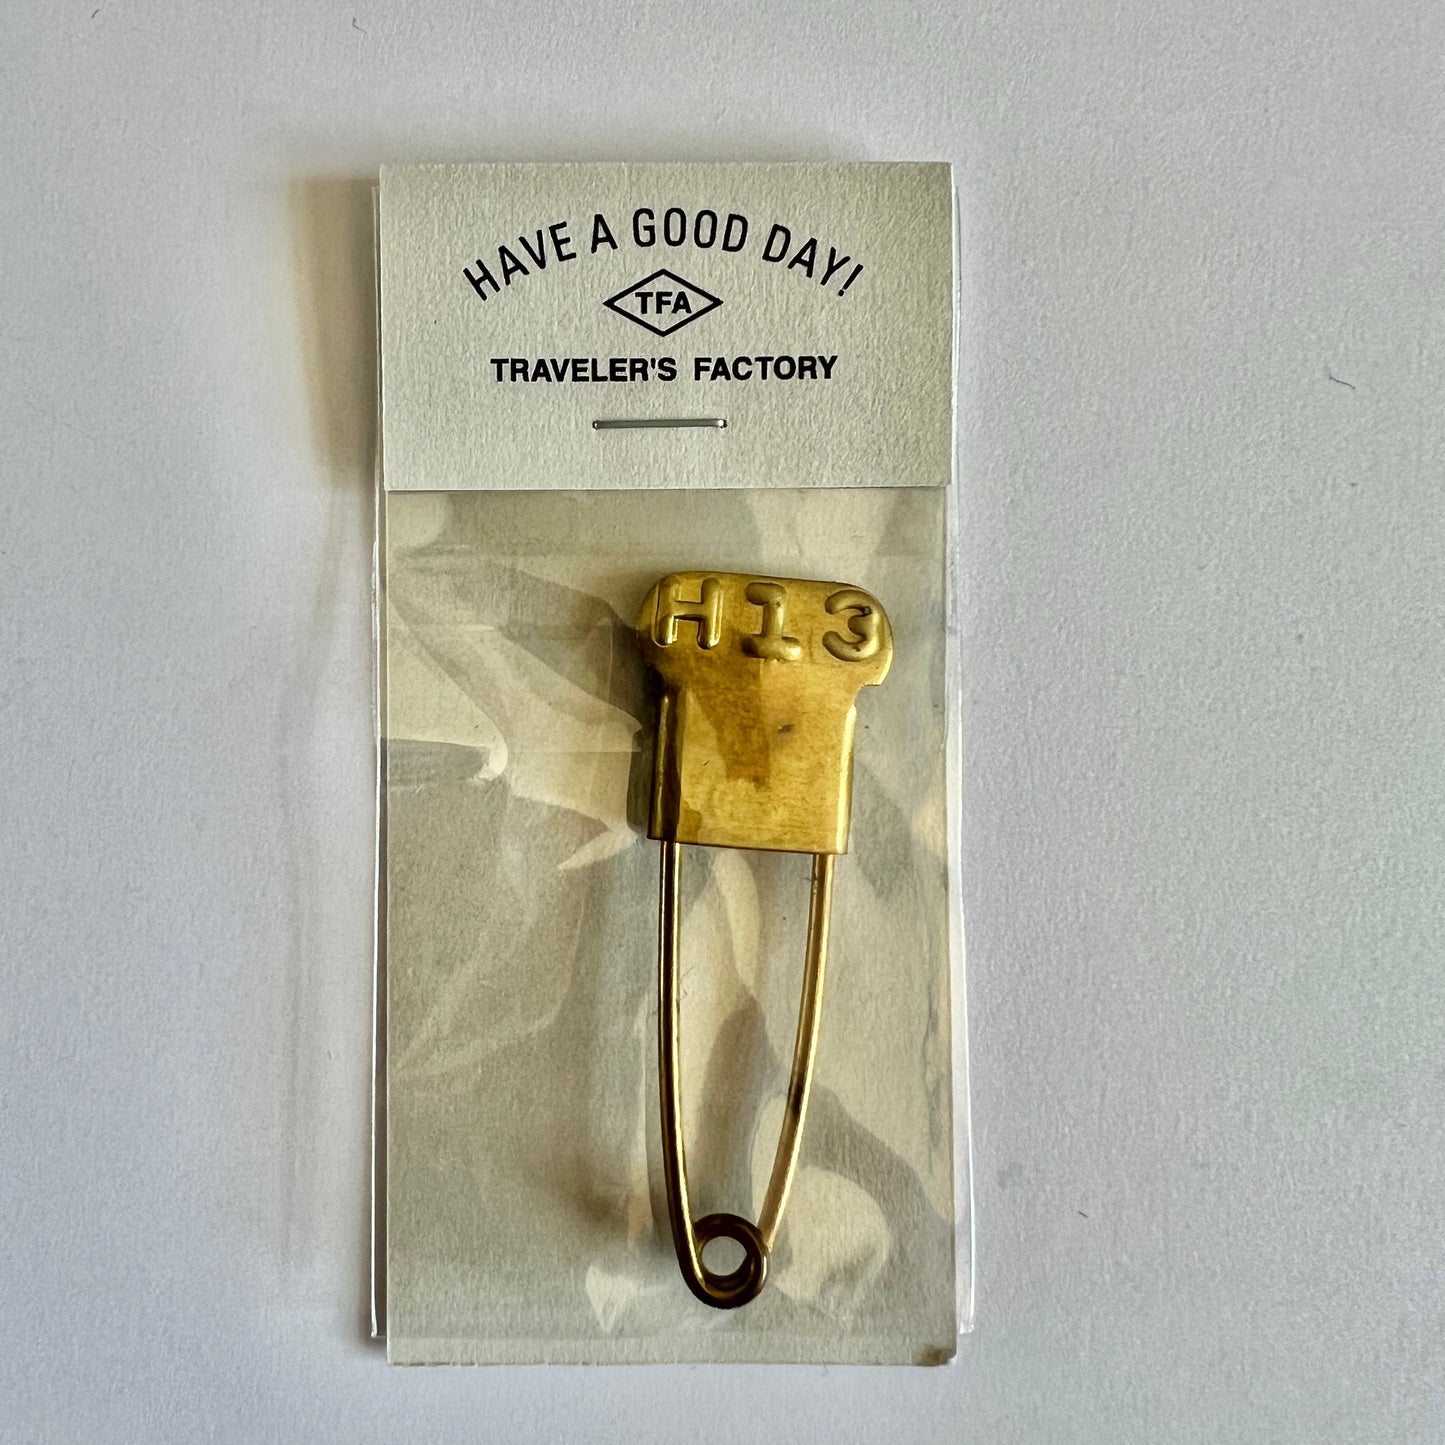 HAVE A GOOD DAY!
TFA
TRAVELER'S FACTORY
H13